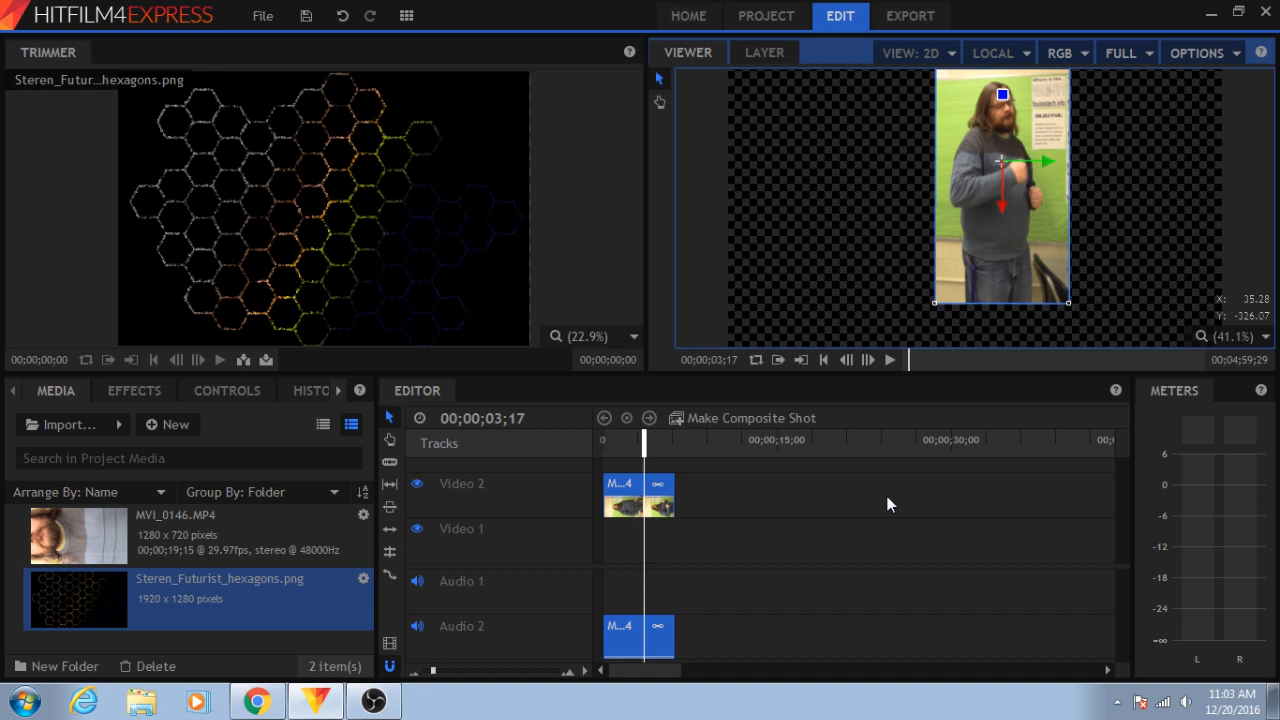 HITFILM4EXPRESS File HOME PROJECT EDIT EXPORT
TRIMMER
Steren_Futur...hexagons.png
VIEWER LAYER VIEW: 2D LOCAL RGB FULL OPTIONS
Where is the
OBJECTIVE:
X: 35.28
Y: -326.07
(22.9%)
(41.1%)
00;00;00;00 00;00;00;00
00;00;03;17 00;04;59;29
MEDIA EFFECTS CONTROLS HISTO
Import... New
Search in Project Media
Arrange By: Name Group By: Folder
MVI_0146.MP4
1280 x 720 pixels
00;00;19;15 @ 29.97fps, stereo @ 48000Hz
Steren_Futurist_hexagons.png
1920 x 1280 pixels
New Folder Delete 2 item(s)
EDITOR
00;00;03;17 Make Composite Shot
Tracks 0 00;00;15;00 00;00;30;00 00;0
Video 2 M...4
Video 1
Audio 1
Audio 2 M...4
METERS
6
0
-6
-12
-18
-24
-∞
L R
11:03 AM
12/20/2016